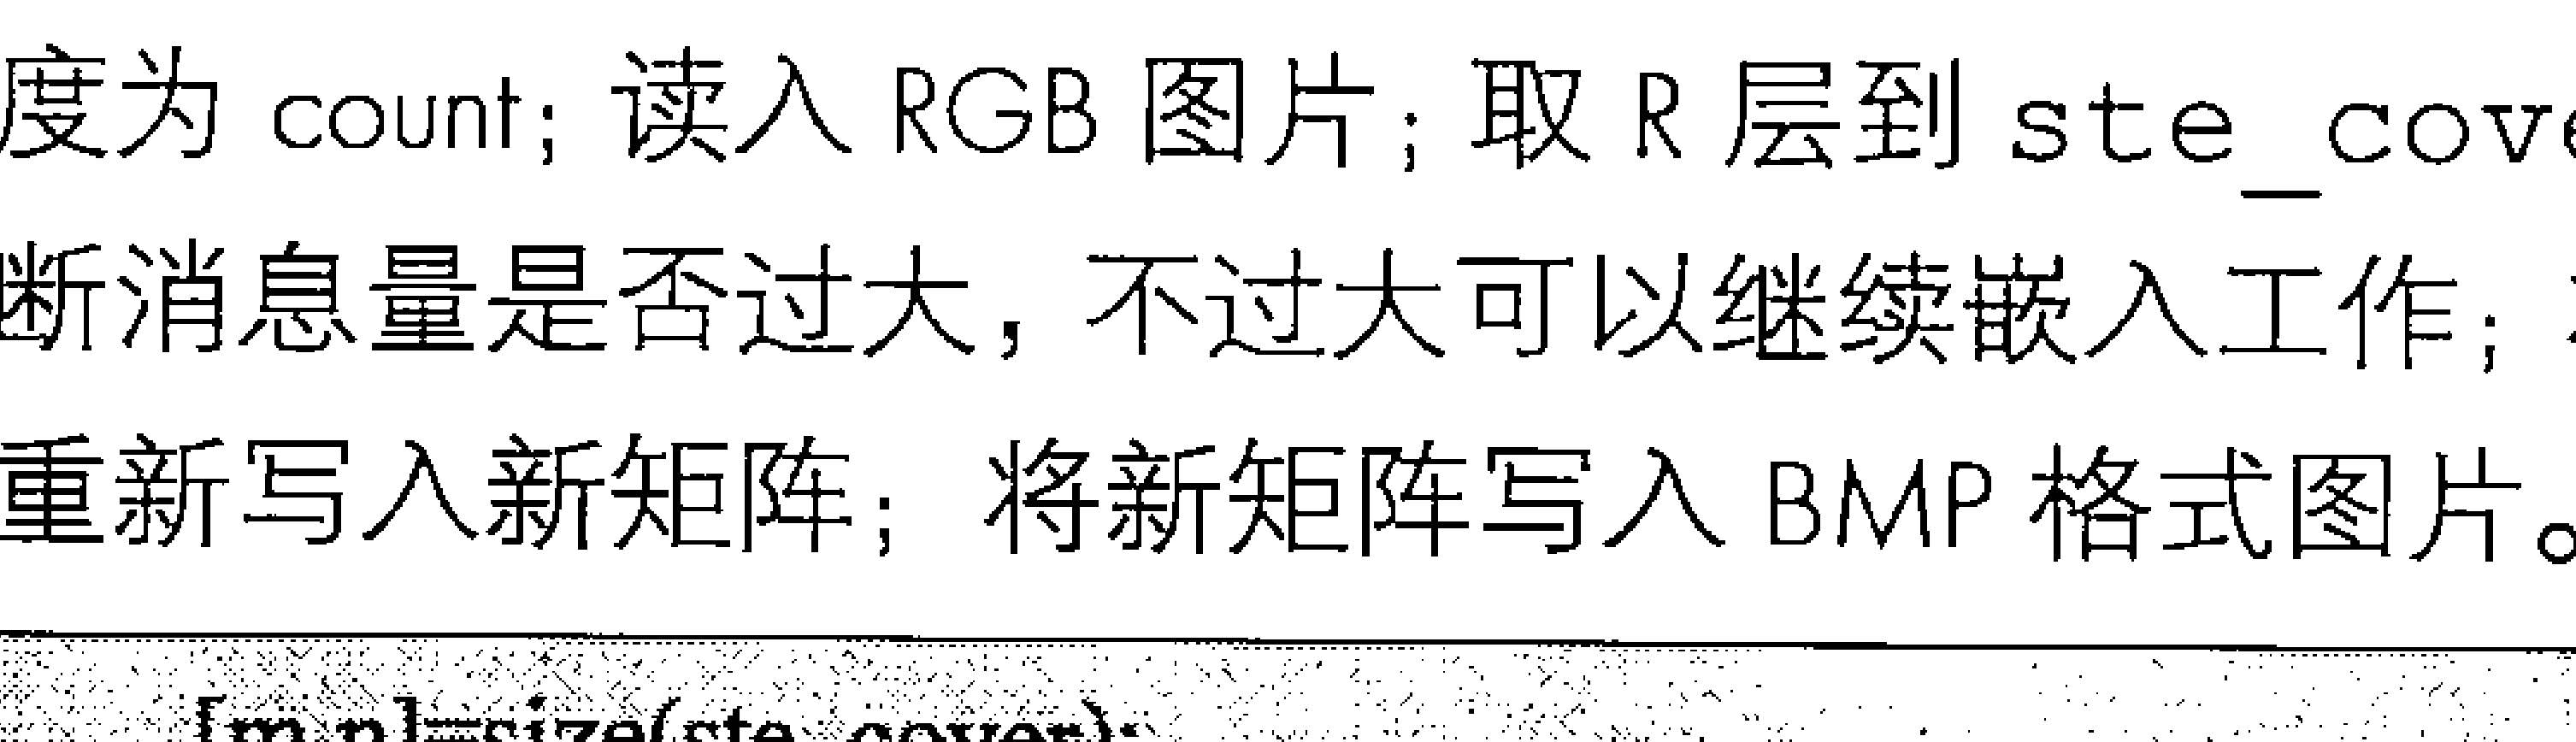 度为 count; 读入 RGB 图片; 取 R 层到 ste_cove
断消息量是否过大, 不过大可以继续嵌入工作;
重新写入新矩阵; 将新矩阵写入 BMP 格式图片。
[m,n]=size(ste_cover);